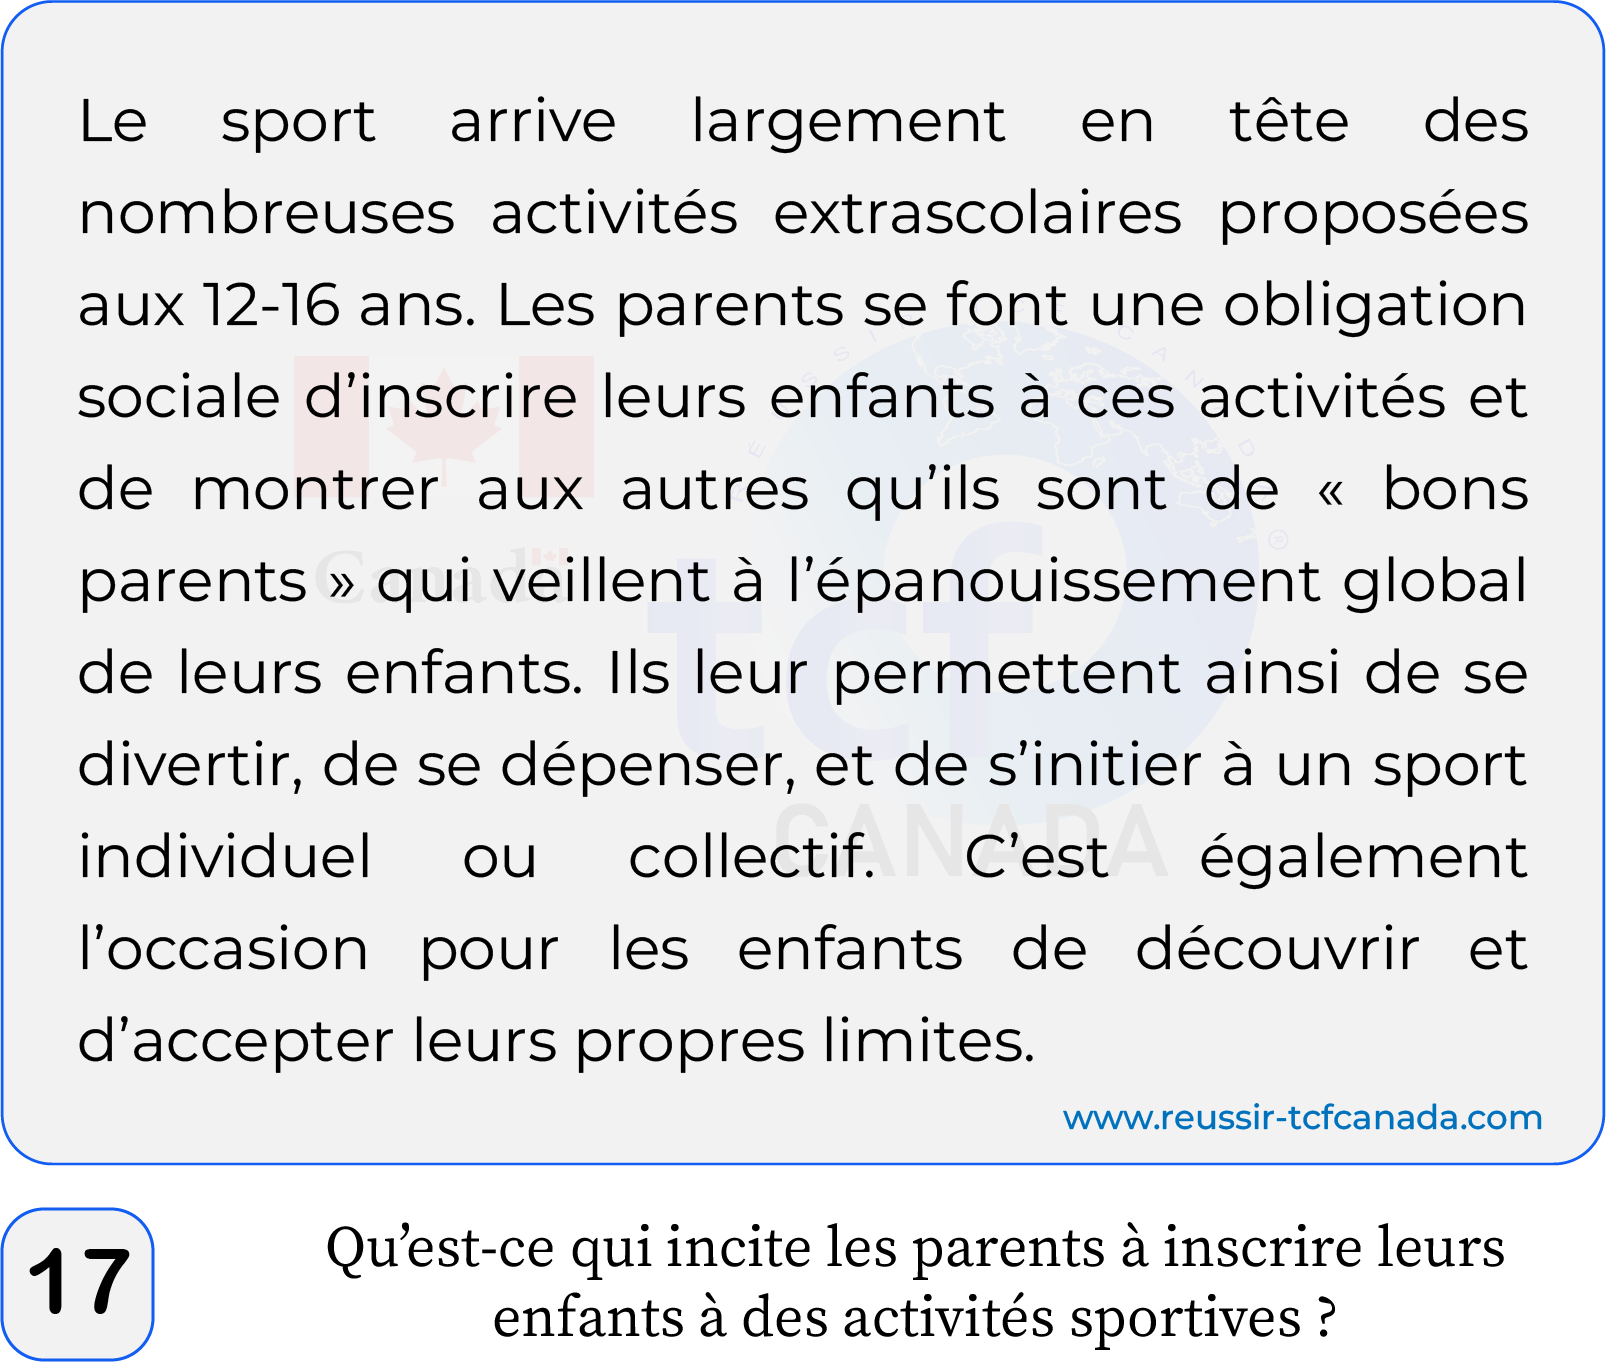 Le sport arrive largement en tête des
nombreuses activités extrascolaires proposées
aux 12-16 ans. Les parents se font une obligation
sociale d’inscrire leurs enfants à ces activités et
de montrer aux autres qu’ils sont de « bons
parents » qui veillent à l’épanouissement global
de leurs enfants. Ils leur permettent ainsi de se
divertir, de se dépenser, et de s’initier à un sport
individuel ou collectif. C’est également
l’occasion pour les enfants de découvrir et
d’accepter leurs propres limites.
Canada
tcf
CANADA
www.reussir-tcfcanada.com
17
Qu’est-ce qui incite les parents à inscrire leurs
enfants à des activités sportives ?